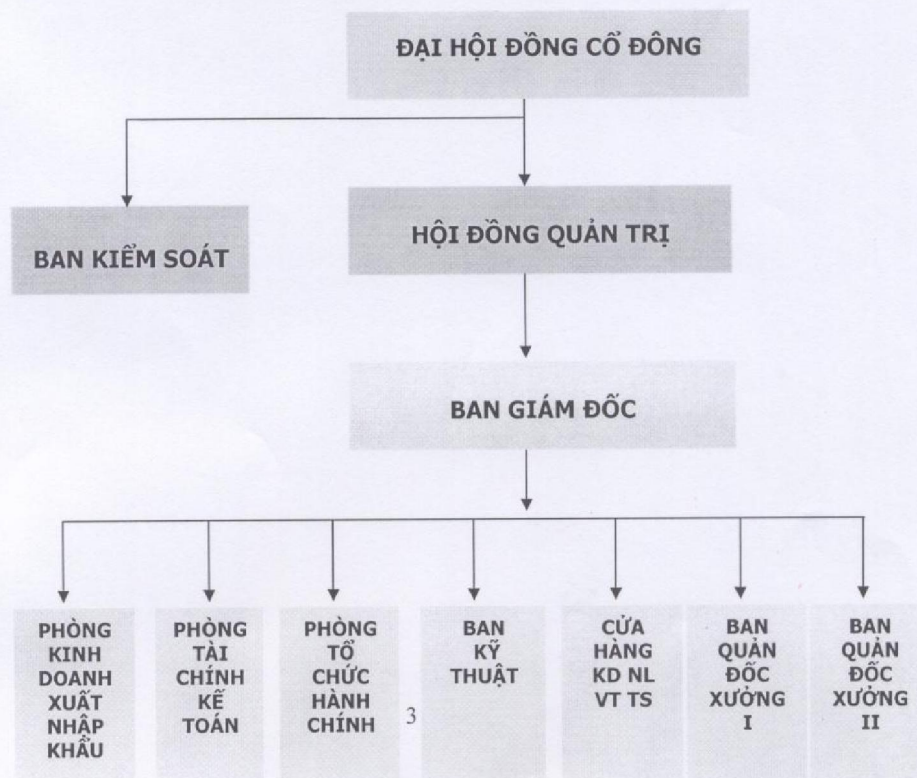 ĐẠI HỘI ĐỒNG CỔ ĐÔNG
BAN KIỂM SOÁT
HỘI ĐỒNG QUẢN TRỊ
BAN GIÁM ĐỐC
PHÒNG
KINH
DOANH
XUẤT
NHẬP
KHẨU
PHÒNG
TÀI
CHÍNH
KẾ
TOÁN
PHÒNG
TỔ
CHỨC
HÀNH
CHÍNH
BAN
KỸ
THUẬT
CỬA
HÀNG
KD NL
VT TS
BAN
QUẢN
ĐỐC
XƯỞNG
I
BAN
QUẢN
ĐỐC
XƯỞNG
II
3